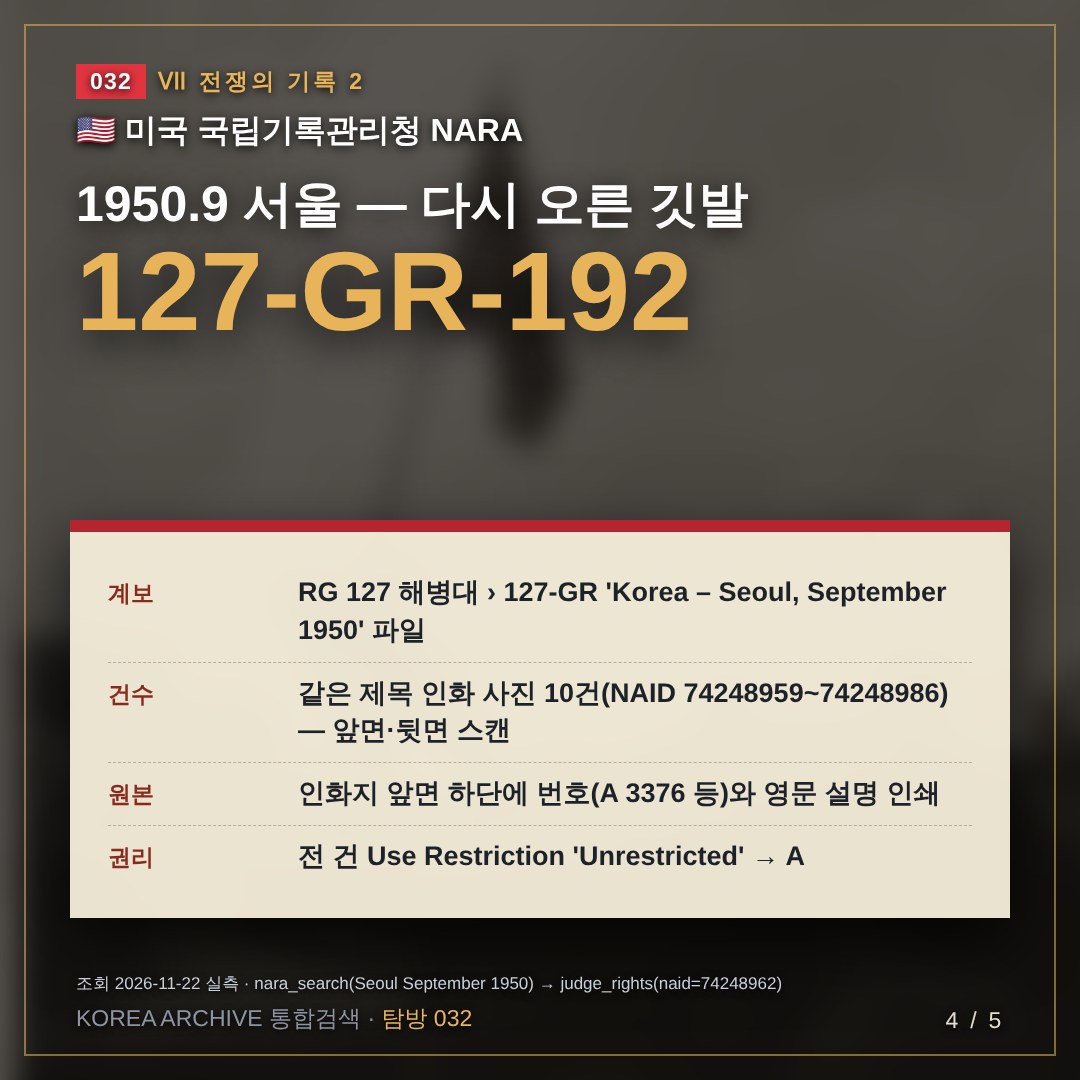 032 Ⅶ 전쟁의 기록 2
🇺🇸 미국 국립기록관리청 NARA
1950.9 서울 — 다시 오른 깃발
127-GR-192
계보 RG 127 해병대 › 127-GR 'Korea – Seoul, September
1950' 파일
건수 같은 제목 인화 사진 10건(NAID 74248959~74248986)
— 앞면·뒷면 스캔
원본 인화지 앞면 하단에 번호(A 3376 등)와 영문 설명 인쇄
권리 전 건 Use Restriction 'Unrestricted' → A
조회 2026-11-22 실측 · nara_search(Seoul September 1950) → judge_rights(naid=74248962)
KOREA ARCHIVE 통합검색 · 탐방 032
4 / 5